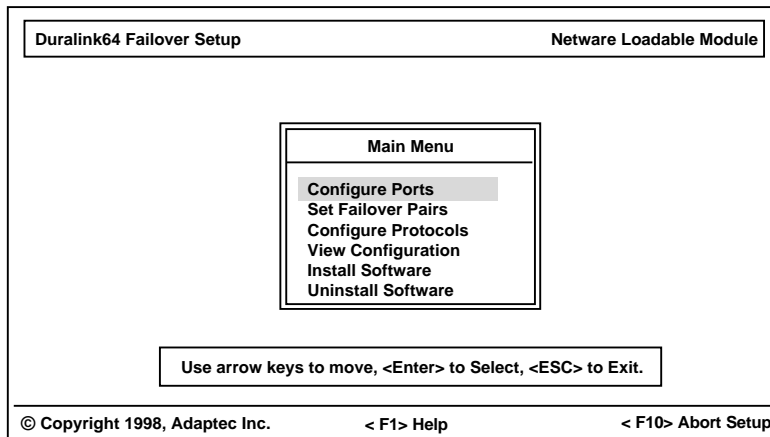 Duralink64 Failover Setup Netware Loadable Module
Main Menu
Configure Ports
Set Failover Pairs
Configure Protocols
View Configuration
Install Software
Uninstall Software
Use arrow keys to move, <Enter> to Select, <ESC> to Exit.
© Copyright 1998, Adaptec Inc. < F1> Help < F10> Abort Setup